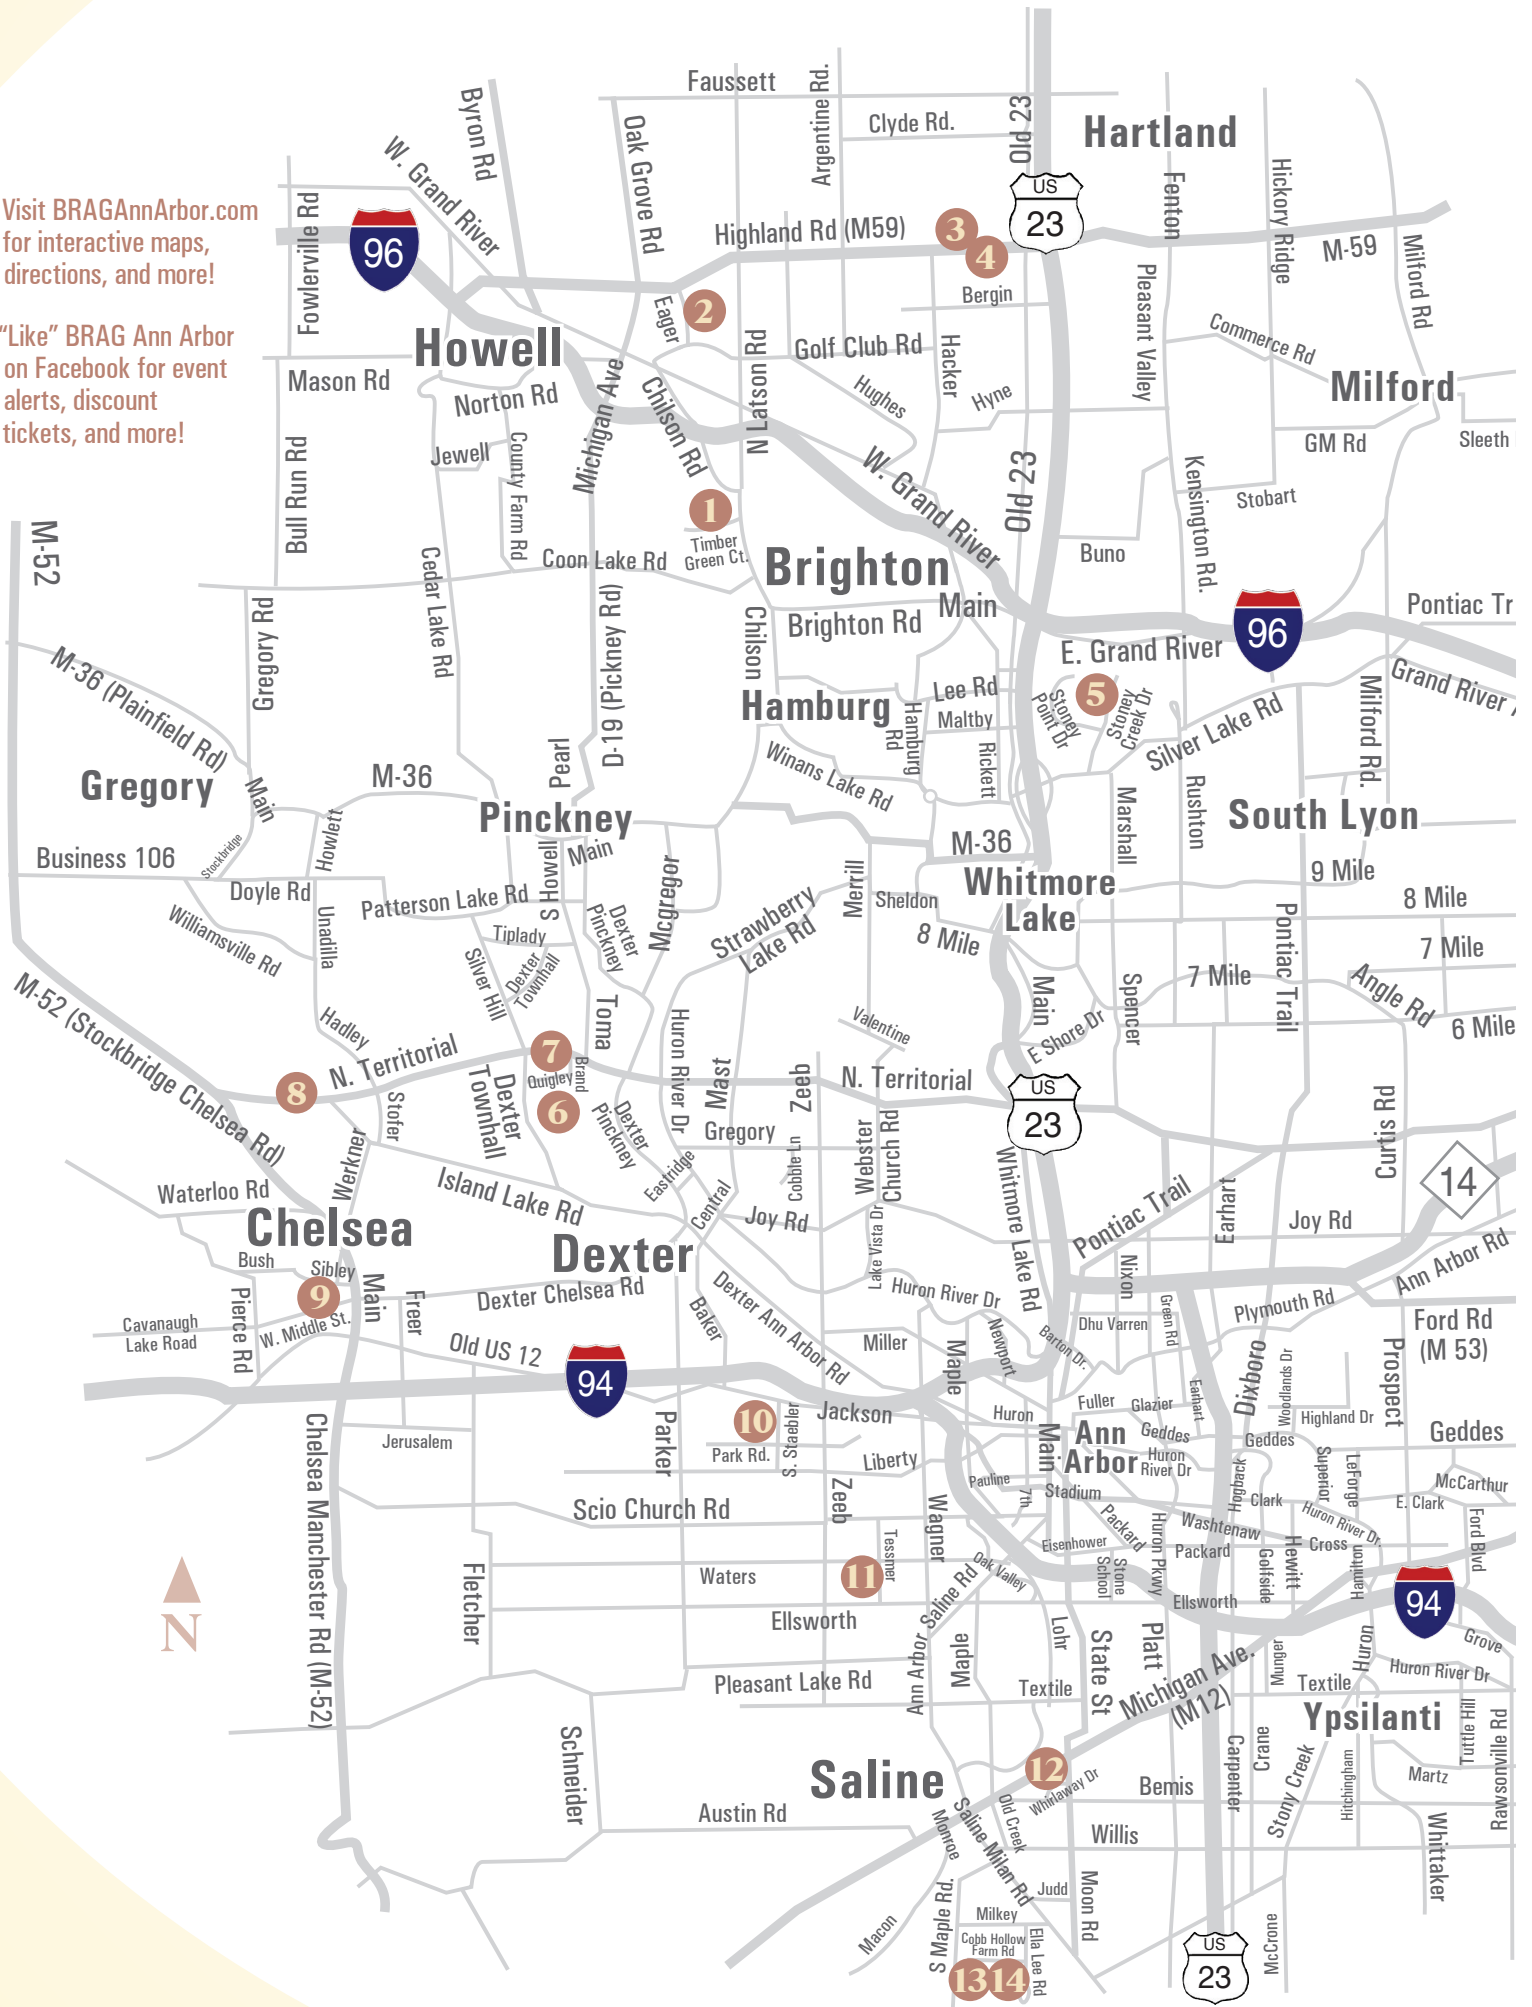 Visit BRAGAnnArbor.com
for interactive maps,
directions, and more!
“Like” BRAG Ann Arbor
on Facebook for event
alerts, discount
tickets, and more!
Faussett
Argentine Rd.
Clyde Rd.
Old 23
Hartland
Byron Rd
W. Grand River
Oak Grove Rd
Fowlerville Rd
96
Highland Rd (M59)
3
4
US
23
Fenton
Hickory Ridge
M-59
Milford Rd
Bergin
Eager
2
Howell
Mason Rd
Norton Rd
Michigan Ave
Chilson Rd
N Latson Rd
Golf Club Rd
Hughes
Hacker
Hyne
Pleasant Valley
Commerce Rd
Milford
GM Rd
Sleeth
Bull Run Rd
Jewell
County Farm Rd
1
Timber
Green Ct.
W. Grand River
Old 23
Kensington Rd.
Stobart
Buno
M-52
Coon Lake Rd
Cedar Lake Rd
Brighton
Main
Brighton Rd
96
Pontiac Tr
E. Grand River
Gregory Rd
D-19 (Pickney Rd)
Chilson
M-36 (Plainfield Rd)
Hamburg
Hamburg
Rd
Lee Rd
Maltby
Rickett
5
Stoney
Point Dr
Stoney
Creek Dr
Silver Lake Rd
Milford Rd.
Grand River
Pearl
Winans Lake Rd
Gregory
Main
M-36
Pinckney
Main
Howlett
Stockbridge
Business 106
Doyle Rd
Patterson Lake Rd
S Howell
Mcgregor
Merrill
M-36
Whitmore
Lake
Marshall
Rushton
South Lyon
9 Mile
8 Mile
7 Mile
Sheldon
8 Mile
Strawberry
Lake Rd
Williamsville Rd
Unadilla
Tiplady
Silver Hill
Dexter
Townhall
Dexter
Pinckney
Toma
Huron River Dr
Mast
Valentine
Main
E Shore Dr
Spencer
7 Mile
Pontiac Trail
Angle Rd
6 Mile
M-52 (Stockbridge Chelsea Rd)
Hadley
N. Territorial
8
7
Quigley
Brand
6
Dexter
Townhall
Dexter
Pinckney
Zeeb
N. Territorial
US
23
Stofer
Werkner
Gregory
Cobble Ln
Webster
Church Rd
Curtis Rd
14
Waterloo Rd
Chelsea
Island Lake Rd
Eastridge
Central
Joy Rd
Lake Vista Dr
Whitmore Lake Rd
Pontiac Trail
Earhart
Joy Rd
Ann Arbor Rd
Dexter
Bush
Sibley
9
Main
Pierce Rd
Cavanaugh
Lake Road
W. Middle St.
Freer
Dexter Chelsea Rd
Old US 12
94
Baker
Dexter Ann Arbor Rd
Huron River Dr
Miller
Maple
Newport
Barton Dr.
Dhu Varren
Nixon
Green Rd
Plymouth Rd
Ford Rd
(M 53)
Dixboro
Woodlands Dr
Prospect
Chelsea Manchester Rd (M-52)
Jerusalem
Parker
10
Park Rd.
S. Staebler
Jackson
Liberty
Huron
Fuller
Glazier
Earhart
Ann
Arbor
Main
Geddes
Huron
River Dr
Highland Dr
Geddes
Geddes
Superior
LeForge
McCarthur
Scio Church Rd
Zeeb
Wagner
Pauline
7th
Stadium
Packard
Hogback
Clark
Huron River Dr.
E. Clark
Ford Blvd
Washtenaw
Huron Pkwy
Packard
Eisenhower
Stone
School
Golfside
Hewitt
Cross
Hamilton
N
Fletcher
Waters
11
Tessmer
Ellsworth
Oak Valley
Ann Arbor Saline Rd
Ellsworth
94
Grove
Lohr
State St
Platt
Michigan Ave.
(M12)
Munger
Huron
Huron River Dr
Pleasant Lake Rd
Maple
Textile
Textile
Ypsilanti
Tuttle Hill
Rawsonville Rd
Schneider
Saline
12
Whirlaway Dr
Bemis
Carpenter
Crane
Stony Creek
Hitchingham
Martz
Austin Rd
Monroe
Saline Milan Rd
Old Creek
Willis
Whittaker
Judd
Moon Rd
Macon
S Maple Rd.
Milkey
Cobb Hollow
Farm Rd
Ella Lee Rd
13
14
US
23
McCrone